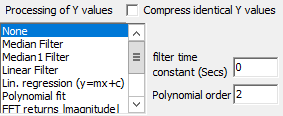 Processing of Y values
Compress identical Y values
None
Median Filter
Median1 Filter
Linear Filter
Lin. regression (y=mx+c)
Polynomial fit
FFT returns |magnitude|
filter time
constant (Secs)
0
Polynomial order
2